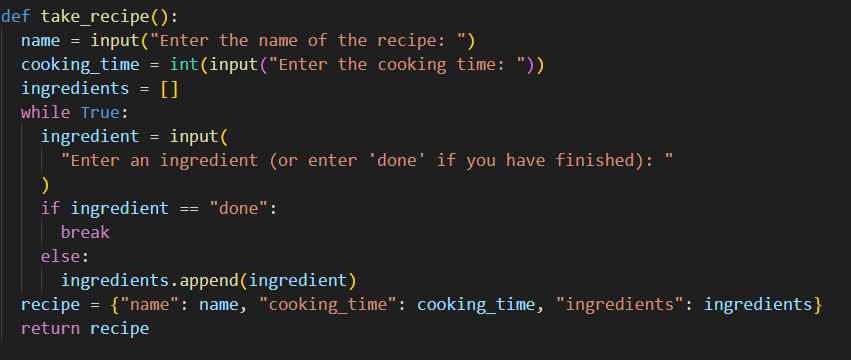 def take_recipe():
  name = input("Enter the name of the recipe: ")
  cooking_time = int(input("Enter the cooking time: "))
  ingredients = []
  while True:
    ingredient = input(
      "Enter an ingredient (or enter 'done' if you have finished): "
    )
    if ingredient == "done":
      break
    else:
      ingredients.append(ingredient)
  recipe = {"name": name, "cooking_time": cooking_time, "ingredients": ingredients}
  return recipe